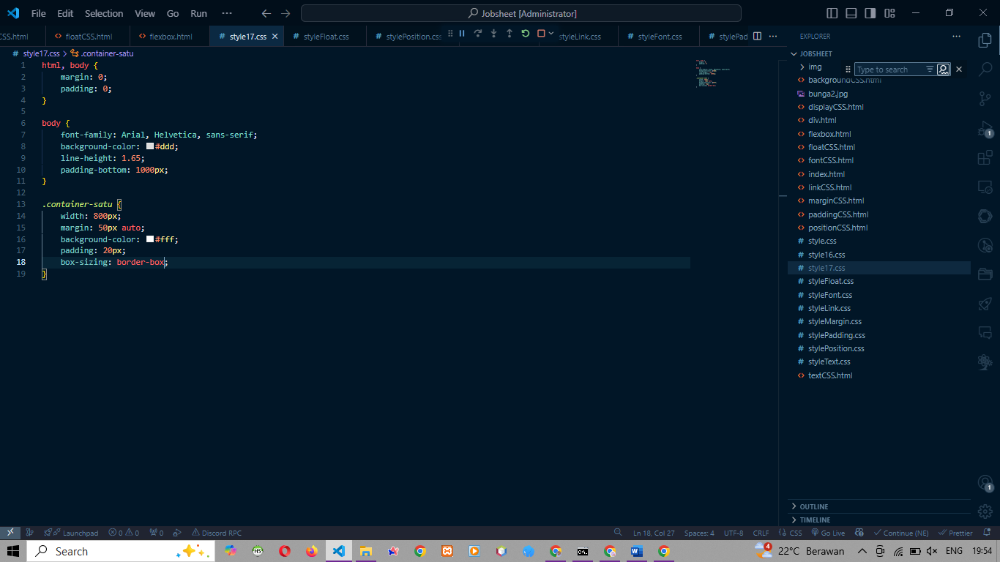 File Edit Selection View Go Run ··· Jobsheet [Administrator]
CSS.html floatCSS.html flexbox.html style17.css styleFloat.css stylePosition.css styleLink.css styleFont.css stylePad
style17.css > .container-satu
1 html, body {
2 margin: 0;
3 padding: 0;
4 }
5
6 body {
7 font-family: Arial, Helvetica, sans-serif;
8 background-color: #ddd;
9 line-height: 1.65;
10 padding-bottom: 1000px;
11 }
12
13 .container-satu {
14 width: 800px;
15 margin: 50px auto;
16 background-color: #fff;
17 padding: 20px;
18 box-sizing: border-box;
19 }
EXPLORER
JOBSHEET
img
Type to search
backgroundCSS.html
bunga2.jpg
displayCSS.html
div.html
flexbox.html
floatCSS.html
fontCSS.html
index.html
linkCSS.html
marginCSS.html
paddingCSS.html
positionCSS.html
style.css
style16.css
style17.css
styleFloat.css
styleFont.css
styleLink.css
styleMargin.css
stylePadding.css
stylePosition.css
styleText.css
textCSS.html
OUTLINE
TIMELINE
1
1
Launchpad 0 0 0 Discord RPC Ln 18, Col 27 Spaces: 4 UTF-8 CRLF CSS Go Live Continue (NE) Prettier
Search 4 22°C Berawan ENG 19:54